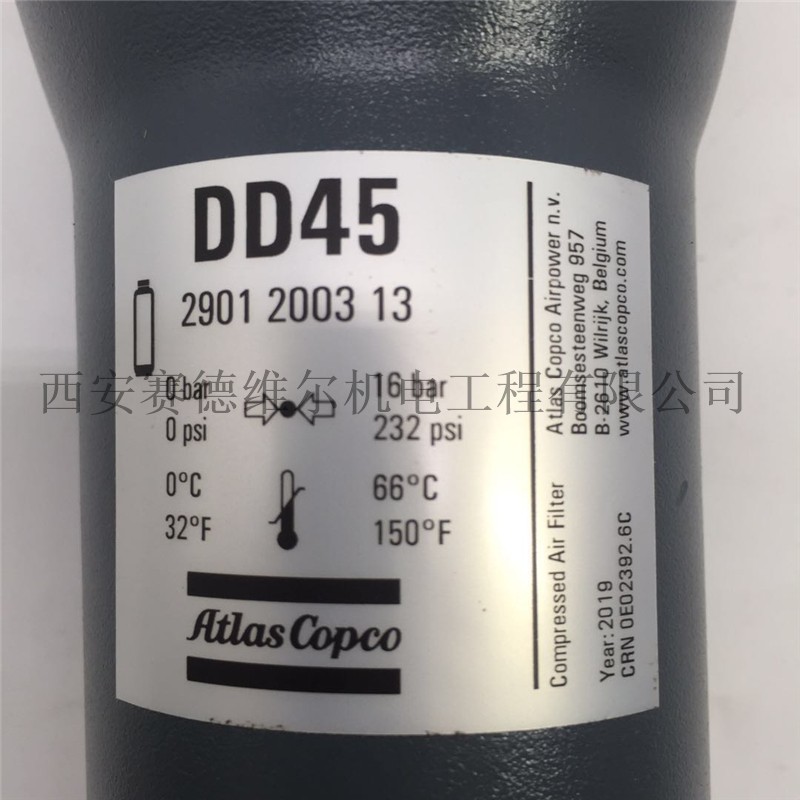 DD45
2901 2003 13
0 bar
16 bar
0 psi
232 psi
0°C
66°C
32°F
150°F
Atlas Copco
Compressed Air Filter
Atlas Copco Airpower n.v.
Boomsesteenweg 957
B-2610 Wilrijk, Belgium
www.atlascopco.com
Year: 2019
CRN 0E02392.6C
西安赛德维尔机电工程有限公司